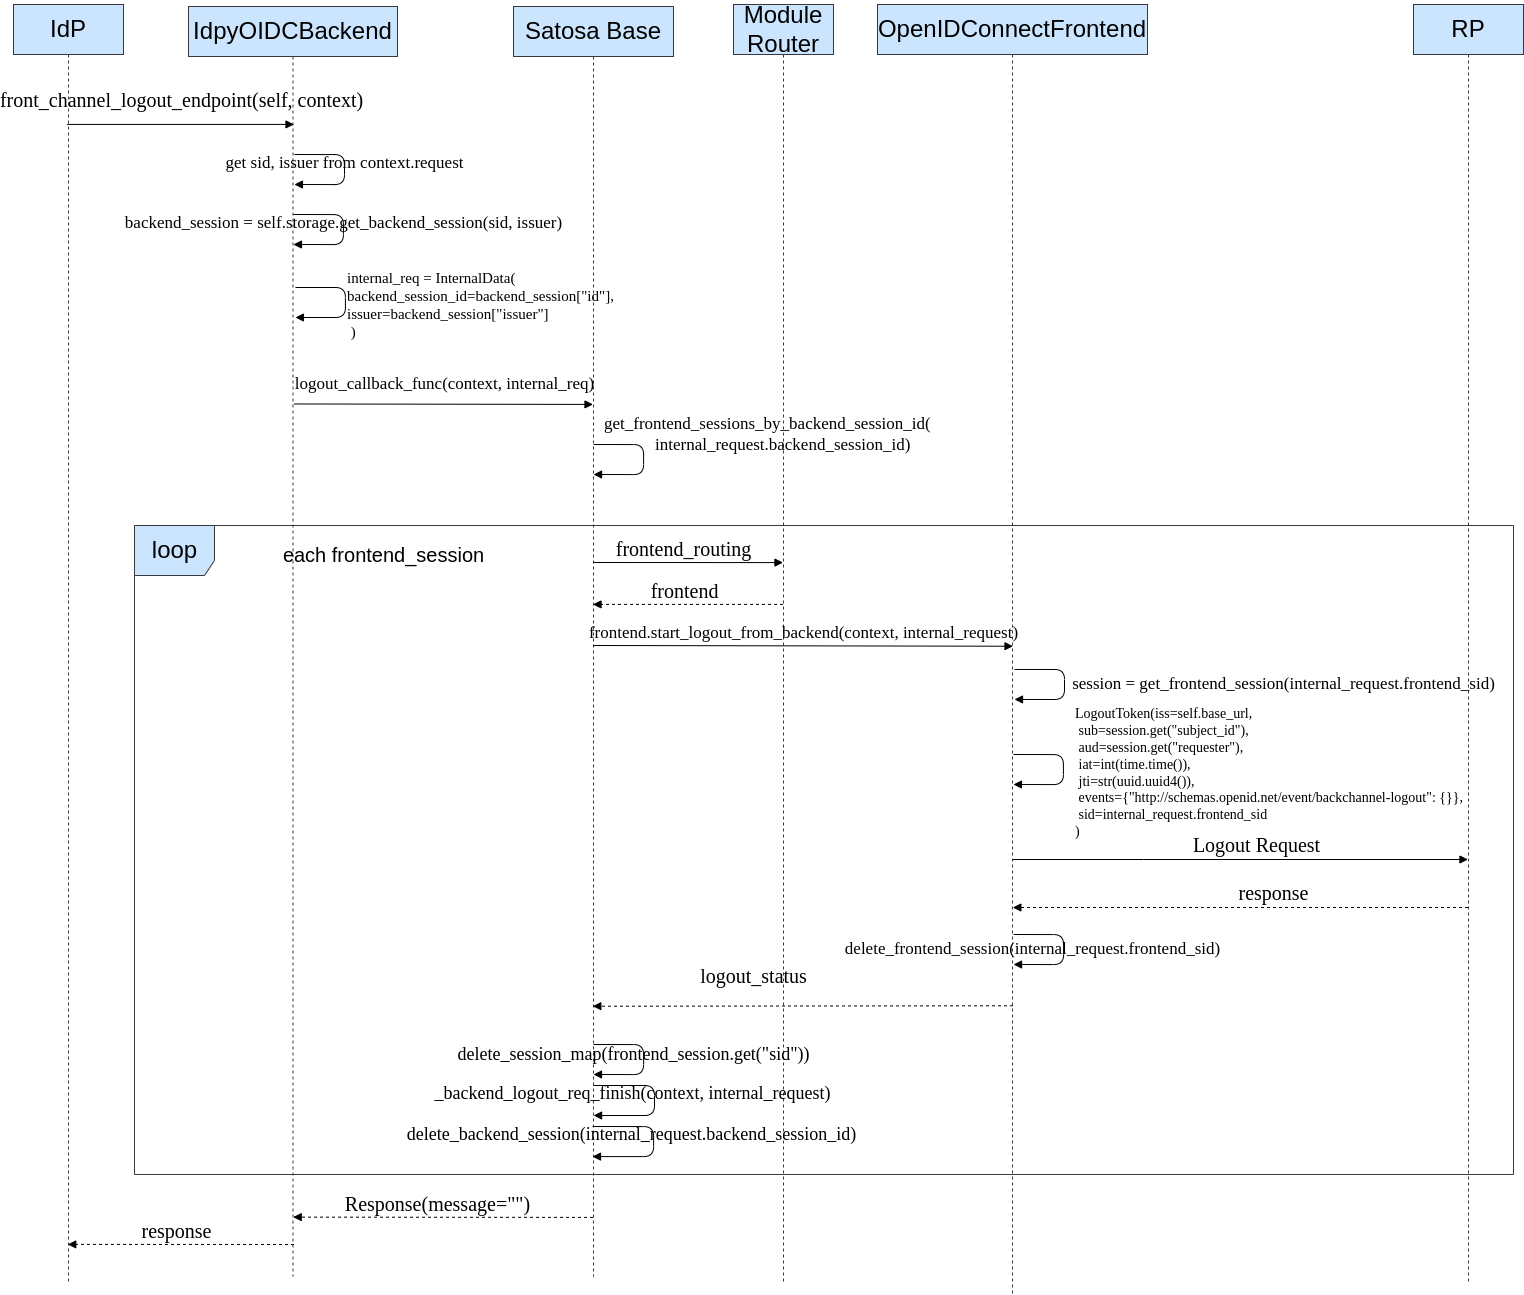 IdP
IdpyOIDCBackend
Satosa Base
Module
Router
OpenIDConnectFrontend
RP
front_channel_logout_endpoint(self, context)
get sid, issuer from context.request
backend_session = self.storage.get_backend_session(sid, issuer)
internal_req = InternalData(
backend_session_id=backend_session["id"],
issuer=backend_session["issuer"]
)
logout_callback_func(context, internal_req)
get_frontend_sessions_by_backend_session_id(
internal_request.backend_session_id)
loop
each frontend_session
frontend_routing
frontend
frontend.start_logout_from_backend(context, internal_request)
session = get_frontend_session(internal_request.frontend_sid)
LogoutToken(iss=self.base_url,
sub=session.get("subject_id"),
aud=session.get("requester"),
iat=int(time.time()),
jti=str(uuid.uuid4()),
events={"http://schemas.openid.net/event/backchannel-logout": {}},
sid=internal_request.frontend_sid
)
Logout Request
response
delete_frontend_session(internal_request.frontend_sid)
logout_status
delete_session_map(frontend_session.get("sid"))
_backend_logout_req_finish(context, internal_request)
delete_backend_session(internal_request.backend_session_id)
Response(message="")
response